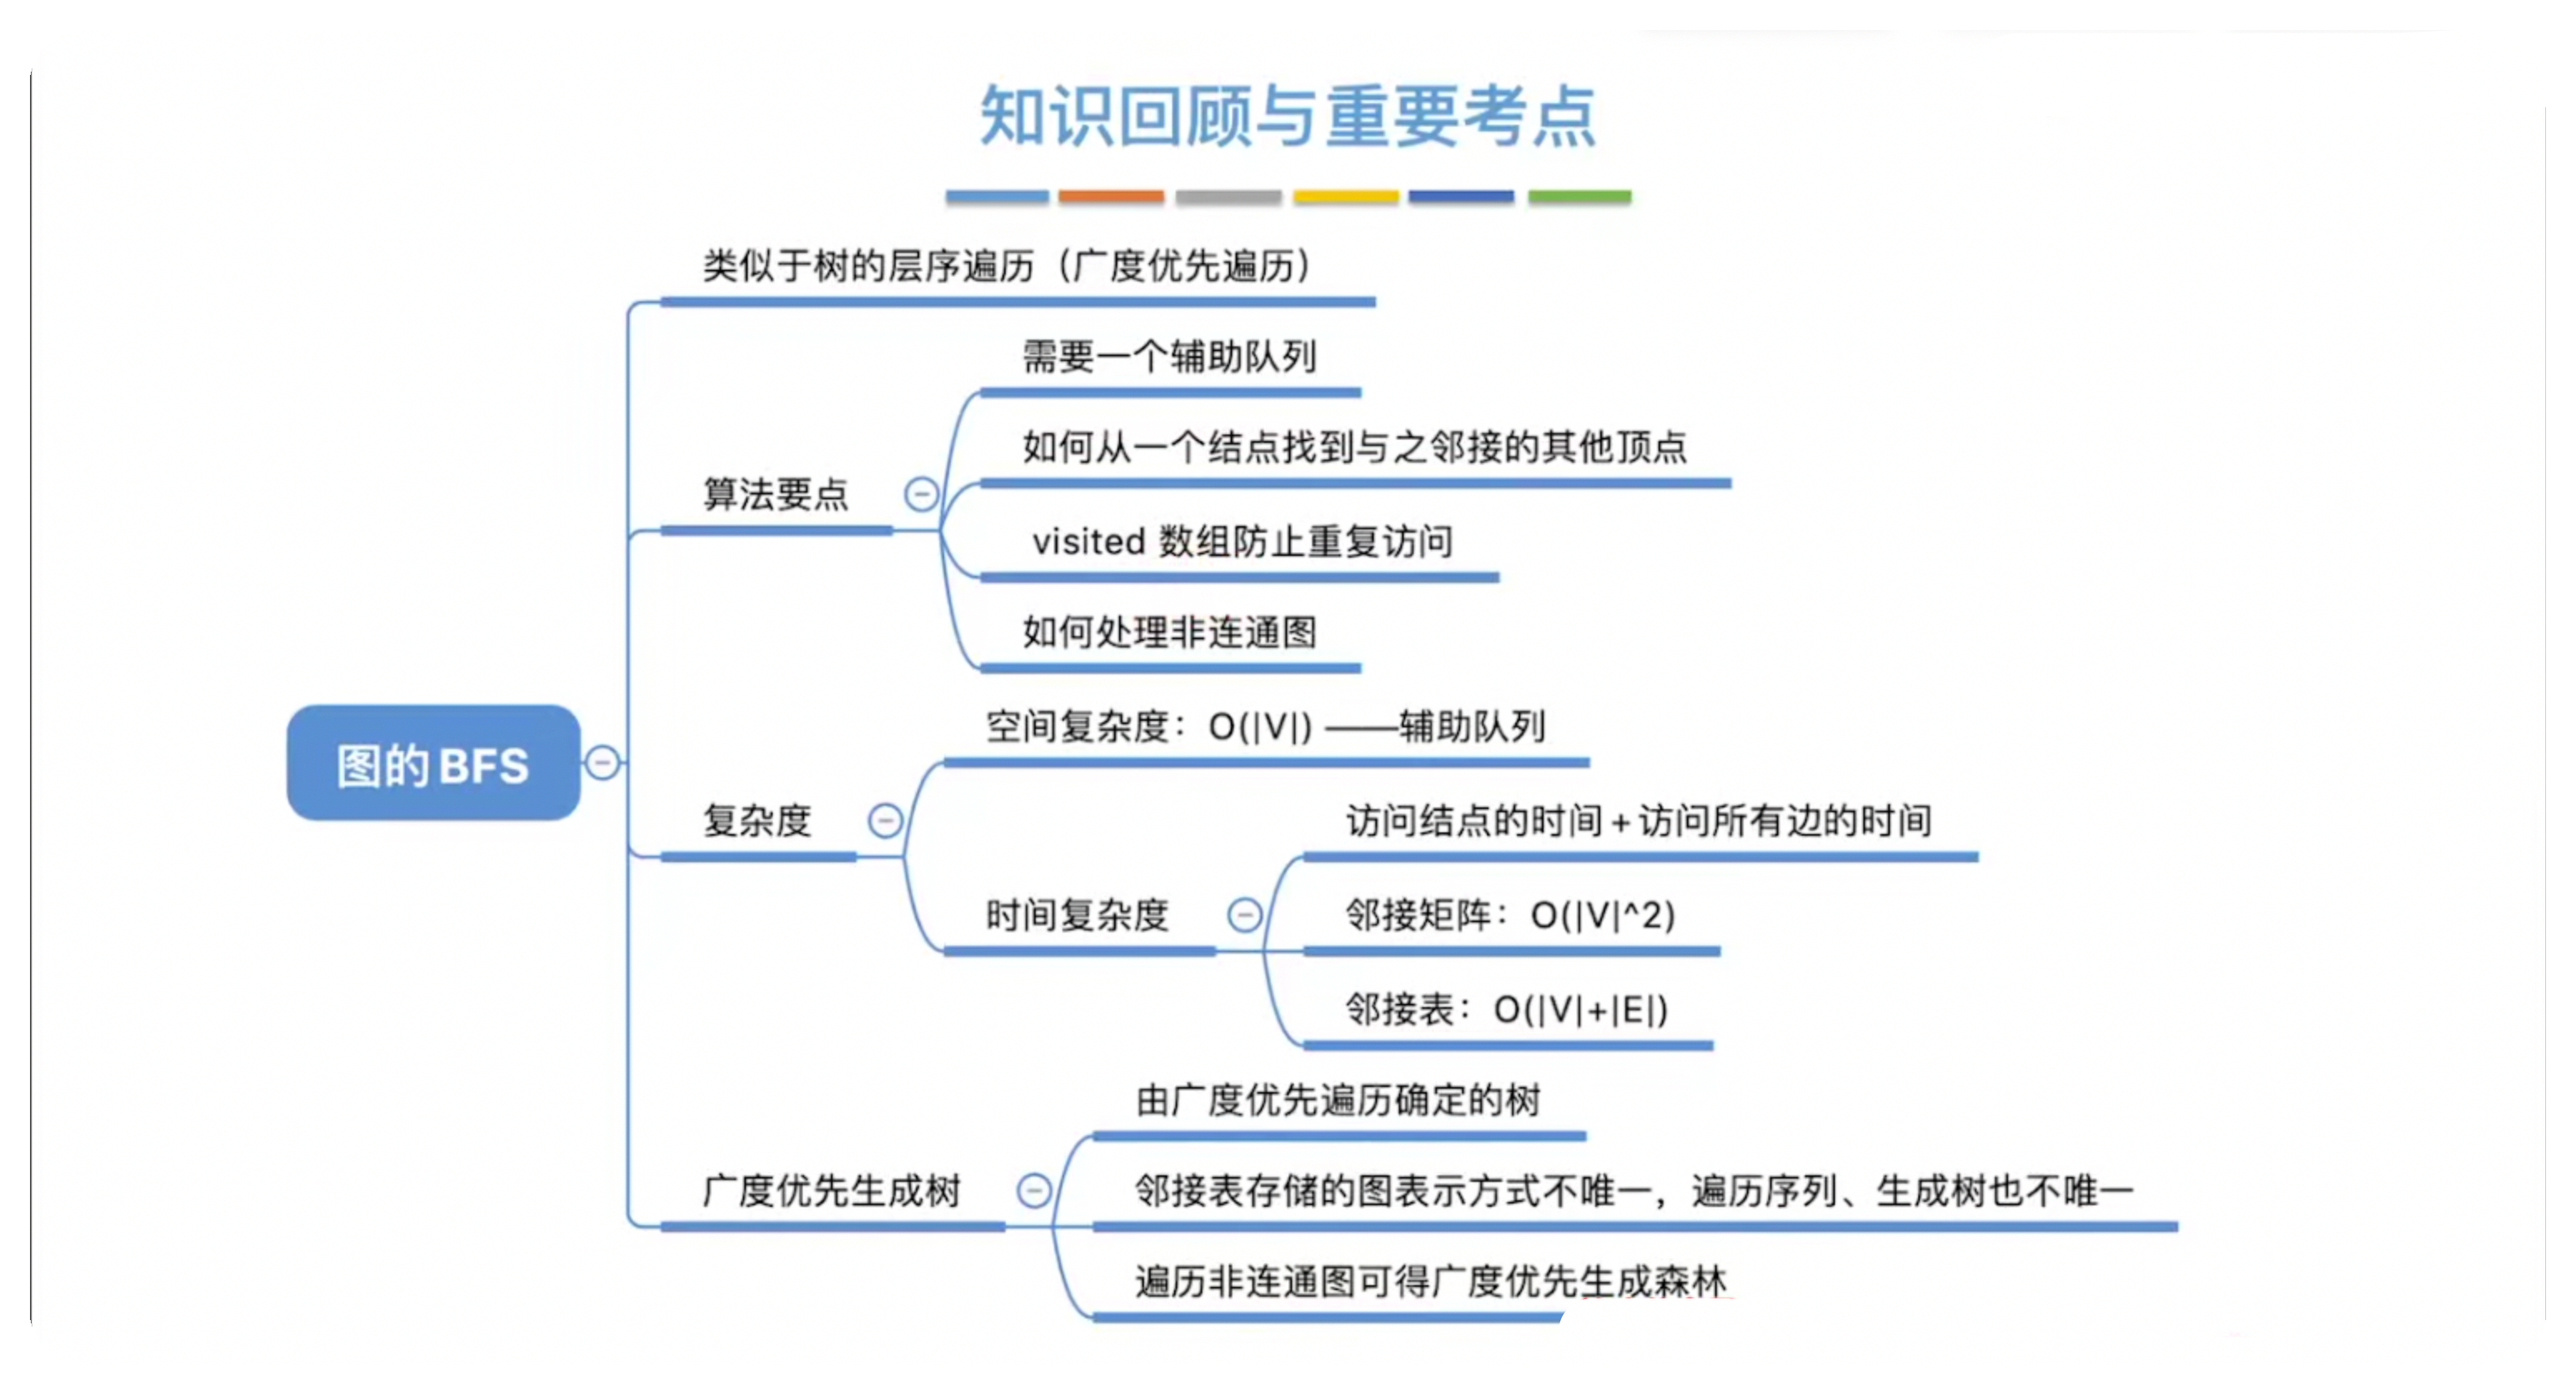 知识回顾与重要考点
类似于树的层序遍历（广度优先遍历）
需要一个辅助队列
如何从一个结点找到与之邻接的其他顶点
算法要点
visited 数组防止重复访问
如何处理非连通图
空间复杂度：O(|V|) ——辅助队列
图的BFS
复杂度
访问结点的时间+访问所有边的时间
时间复杂度
邻接矩阵：O(|V|^2)
邻接表：O(|V|+|E|)
由广度优先遍历确定的树
广度优先生成树
邻接表存储的图表示方式不唯一，遍历序列、生成树也不唯一
遍历非连通图可得广度优先生成森林